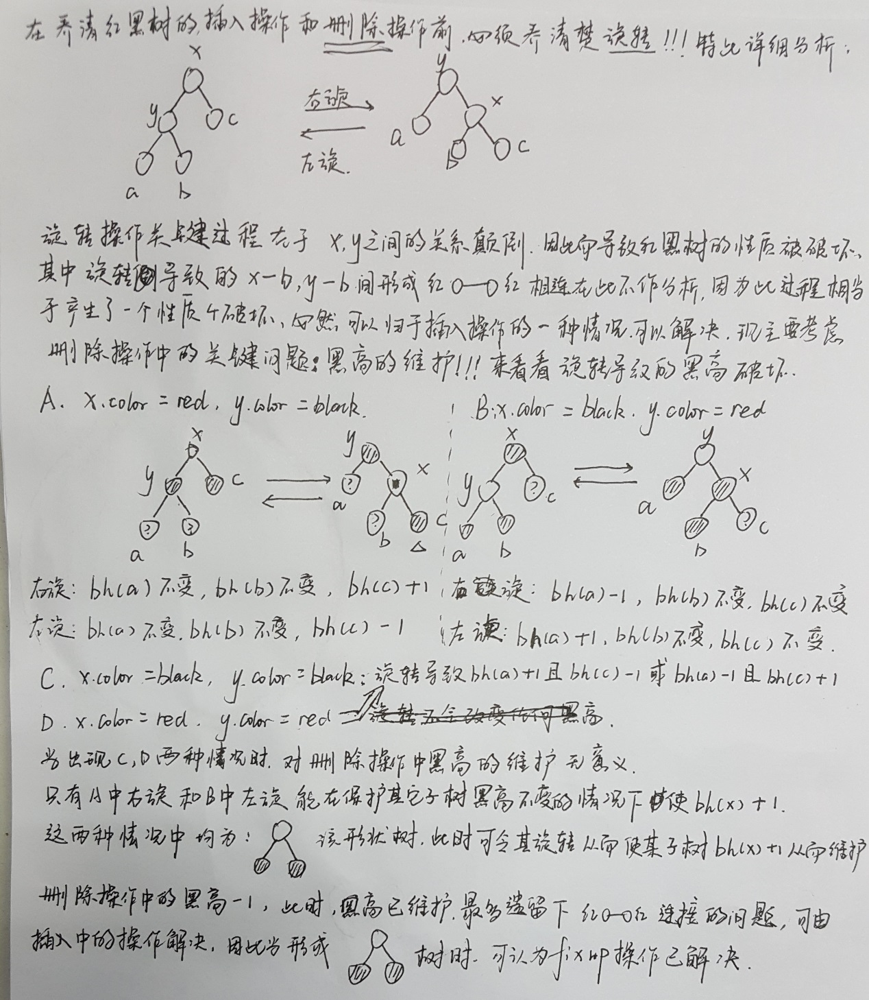 在弄清红黑树的插入操作和删除操作前,必须弄清楚旋转!!!特此详细分析:
x
y
c
a
b
右旋
左旋.
y
x
a
b
c
旋转操作关键过程在于 x,y之间的关系颠倒.因此而导致红黑树的性质被破坏、
其中旋转导致的 x-b,y-b间形成红0—0红相连在此不作分析,因为此过程相当
于产生了一个性质4破坏、必然可以归于插入操作的一种情况.可以解决.现主要考虑
删除操作中的关键问题:黑高的维护!!!来看看旋转导致的黑高破坏.
A. x.color = red, y.color = black.
B: x.color = black. y.color = red
x
y
c
?
?
a
b
y
x
?
a
?
b
c
x
y
?
c
a
b
y
x
a
b
?
c
右旋: bh(a)不变, bh(b)不变, bh(c)+1
右旋: bh(a)-1, bh(b)不变, bh(c)不变
左旋: bh(a)不变, bh(b)不变, bh(c)-1
左旋: bh(a)+1, bh(b)不变, bh(c)不变.
C. x.color = black, y.color = black: 旋转导致bh(a)+1且bh(c)-1或bh(a)-1且bh(c)+1
D. x.color = red. y.color = red 旋转不会改变任何黑高.
当出现C,D两种情况时.对删除操作中黑高的维护无意义.
只有A中右旋和B中左旋能在保护其它子树黑高不变的情况下使bh(x)+1.
这两种情况中均为: 该形状树.此时可令其旋转从而使某子树bh(x)+1从而维护
删除操作中的黑高-1,此时,黑高已维护.最多遗留下红0-0红连接的问题,可由
插入中的操作解决.因此当形成 树时.可认为fixup操作已解决.